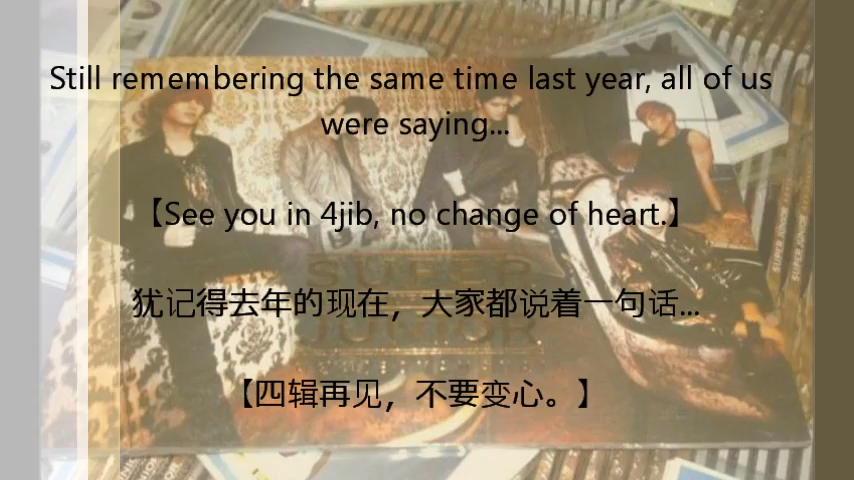 Still remembering the same time last year, all of us
were saying...
【See you in 4jib, no change of heart.】
犹记得去年的现在，大家都说着一句话...
【四辑再见，不要变心。】
SUPER
JUNIOR